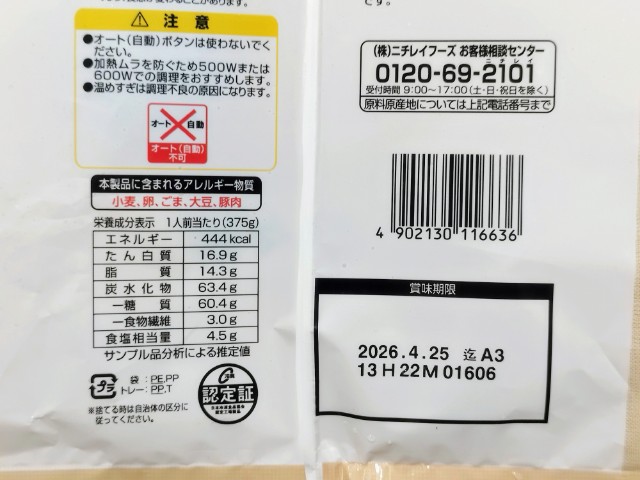 です。
⚠ 注意
●オート(自動)ボタンは使わないでください。
●加熱ムラを防ぐため500Wまたは
600Wでの調理をおすすめします。
●温めすぎは調理不良の原因になります。
オート 自動
オート(自動)
不可
本製品に含まれるアレルギー物質
小麦、卵、ごま、大豆、豚肉
栄養成分表示 1人前当たり(375g)
エネルギー 444kcal
たん白質 16.9g
脂質 14.3g
炭水化物 63.4g
―糖質 60.4g
―食物繊維 3.0g
食塩相当量 4.5g
サンプル品分析による推定値
プラ
袋:PE,PP
トレー:PP,T
※捨てる時は自治体の区分に
従ってください。
認定証
(株)ニチレイフーズ お客様相談センター
ニチレイ
0120-69-2101
受付時間 9:00〜17:00(土・日・祝日を除く)
原料原産地については上記電話番号まで
4 902130 116636
賞味期限
2026.4.25 迄 A3
13 H 22M 01606